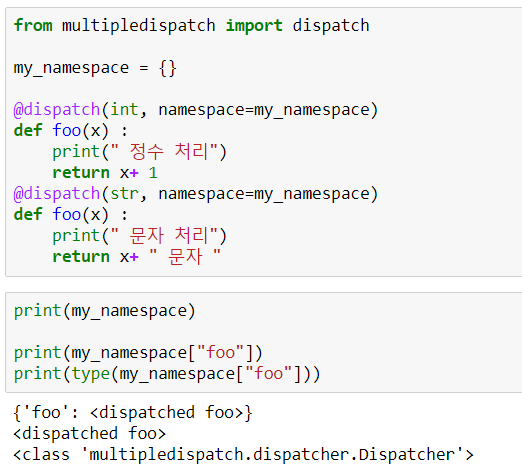 from multipledispatch import dispatch
my_namespace = {}
@dispatch(int, namespace=my_namespace)
def foo(x) :
    print(" 정수 처리")
    return x+ 1
@dispatch(str, namespace=my_namespace)
def foo(x) :
    print(" 문자 처리")
    return x+ " 문자 "
print(my_namespace)
print(my_namespace["foo"])
print(type(my_namespace["foo"]))
{'foo': <dispatched foo>}
<dispatched foo>
<class 'multipledispatch.dispatcher.Dispatcher'>